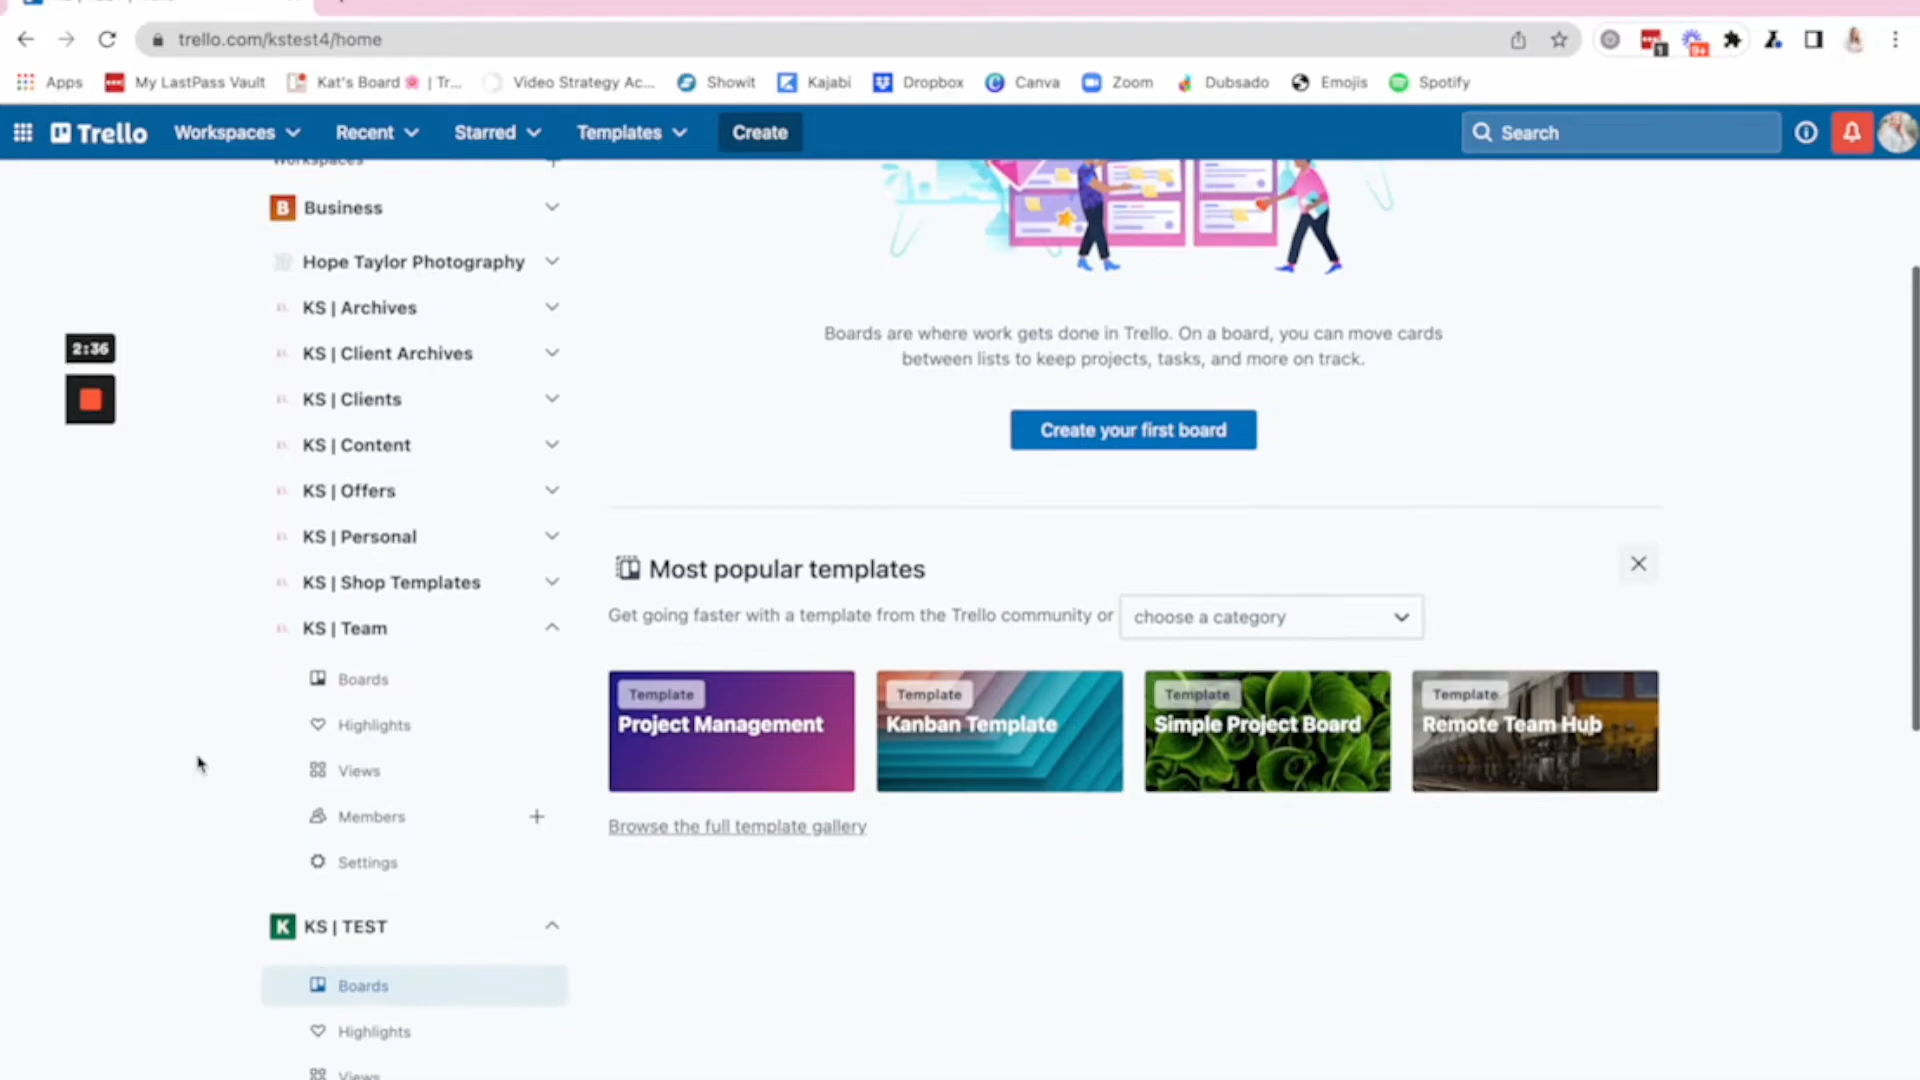 trello.com/kstest4/home
1
9+
Apps
My LastPass Vault
Kat's Board 🌸 | Tr...
Video Strategy Ac...
Showit
Kajabi
Dropbox
Canva
Zoom
Dubsado
Emojis
Spotify
Trello
Workspaces
Recent
Starred
Templates
Create
Search
Workspaces
B Business
Hope Taylor Photography
KS | Archives
KS | Client Archives
KS | Clients
KS | Content
KS | Offers
KS | Personal
KS | Shop Templates
KS | Team
Boards
Highlights
Views
Members
Settings
K KS | TEST
Boards
Highlights
Views
2:36
Boards are where work gets done in Trello. On a board, you can move cards
between lists to keep projects, tasks, and more on track.
Create your first board
Most popular templates
Get going faster with a template from the Trello community or
choose a category
Template
Project Management
Template
Kanban Template
Template
Simple Project Board
Template
Remote Team Hub
Browse the full template gallery